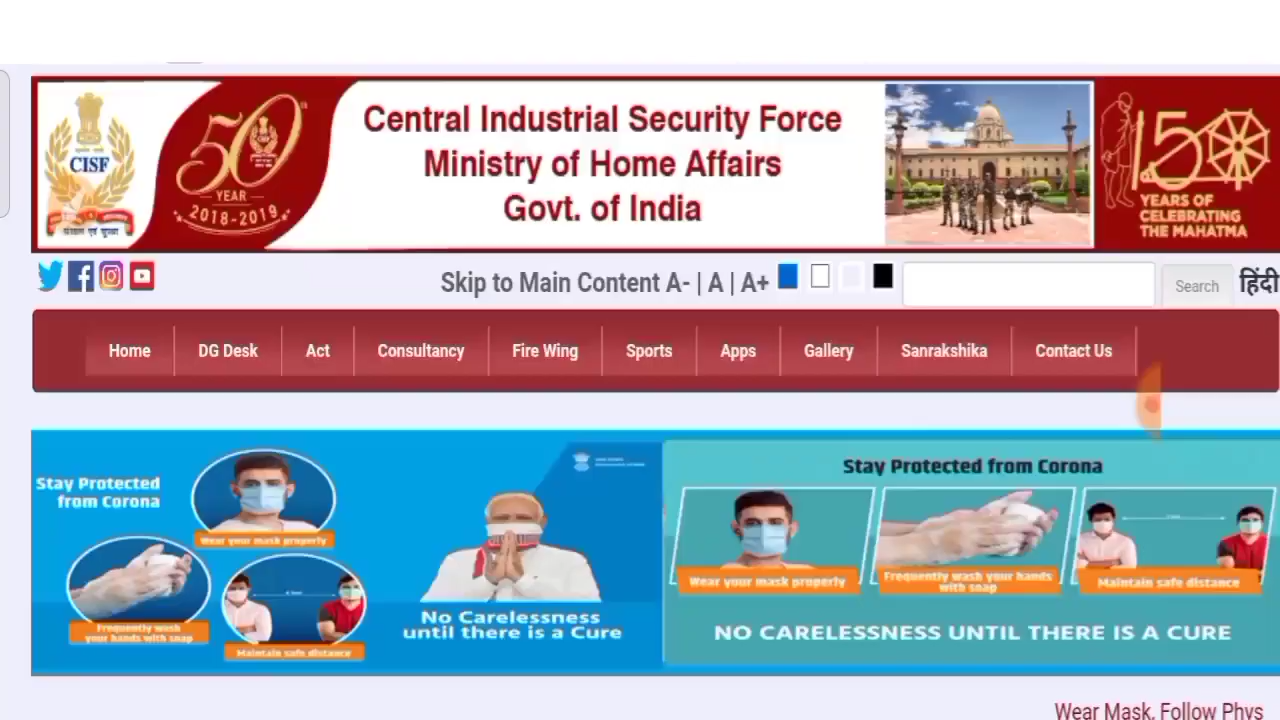 CISF
50
YEAR
2018-2019
Central Industrial Security Force
Ministry of Home Affairs
Govt. of India
150
YEARS OF
CELEBRATING
THE MAHATMA
Skip to Main Content A- | A | A+
Search
हिंदी
Home
DG Desk
Act
Consultancy
Fire Wing
Sports
Apps
Gallery
Sanrakshika
Contact Us
Stay Protected
from Corona
Wear your mask properly
Frequently wash
your hands with soap
Maintain safe distance
No Carelessness
until there is a Cure
Stay Protected from Corona
Wear your mask properly
Frequently wash your hands
with soap
Maintain safe distance
NO CARELESSNESS UNTIL THERE IS A CURE
Wear Mask, Follow Phys